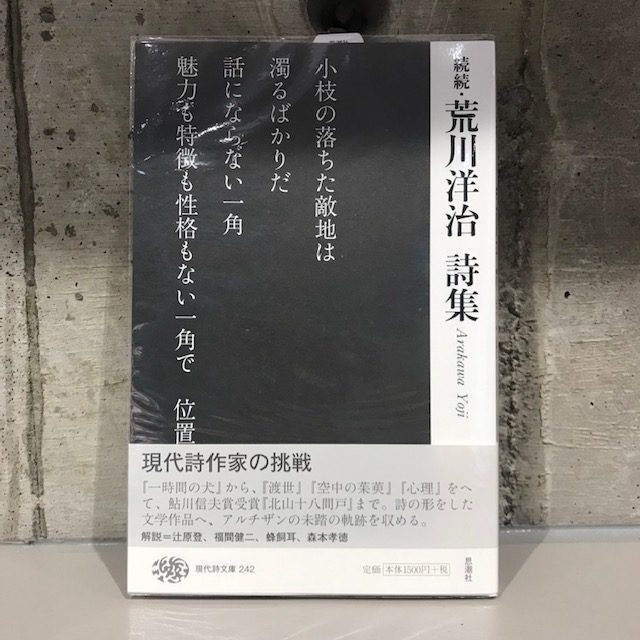 続続・荒川洋治 詩集
Arakawa Yoji
小枝の落ちた敵地は
濁るばかりだ
話にならない一角
魅力も特徴も性格もない一角で 位置
現代詩作家の挑戦
『一時間の犬』から、『渡世』『空中の茱萸』『心理』をへ
て、鮎川信夫賞受賞『北山十八間戸』まで。詩の形をした
文学作品へ、アルチザンの未踏の軌跡を収める。
解説＝辻原登、福間健二、蜂飼耳、森本孝徳
現代詩文庫 242
定価 本体1500円+税
思潮社